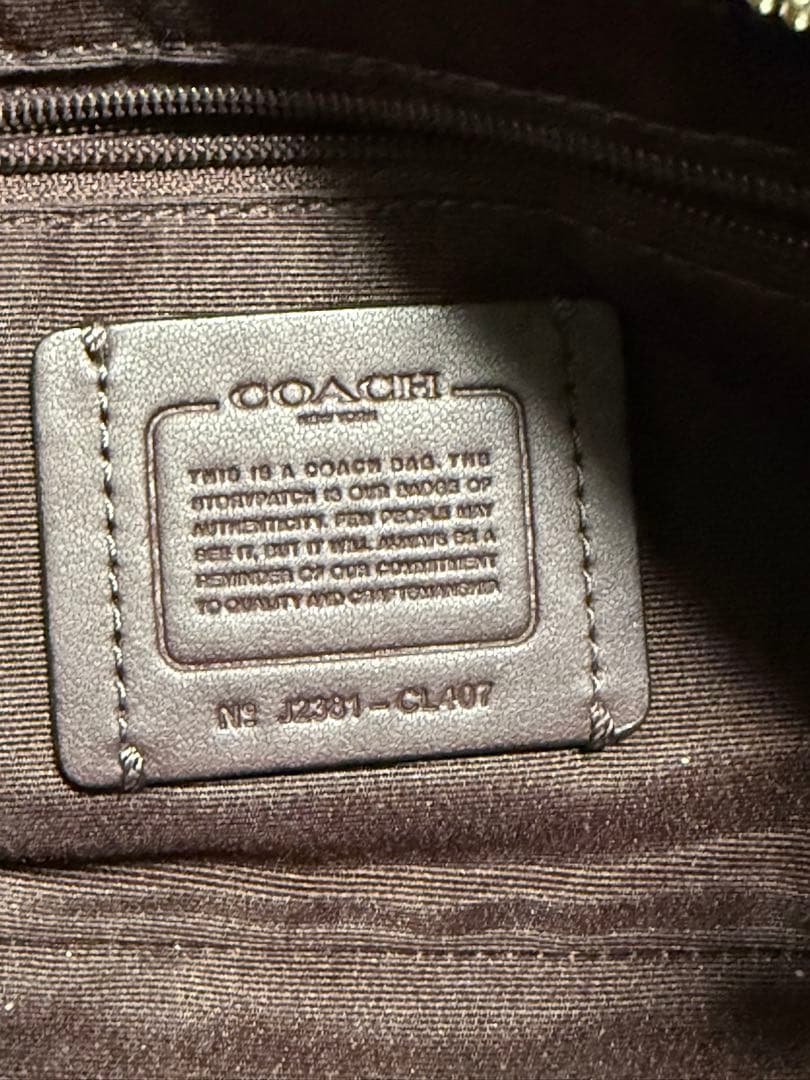 COACH
NEW YORK
THIS IS A COACH BAG. THE
STORYPATCH IS OUR BADGE OF
AUTHENTICITY. FEW PEOPLE MAY
SEE IT, BUT IT WILL ALWAYS BE A
REMINDER OF OUR COMMITMENT
TO QUALITY AND CRAFTSMANSHIP
Nº J2381-CL407